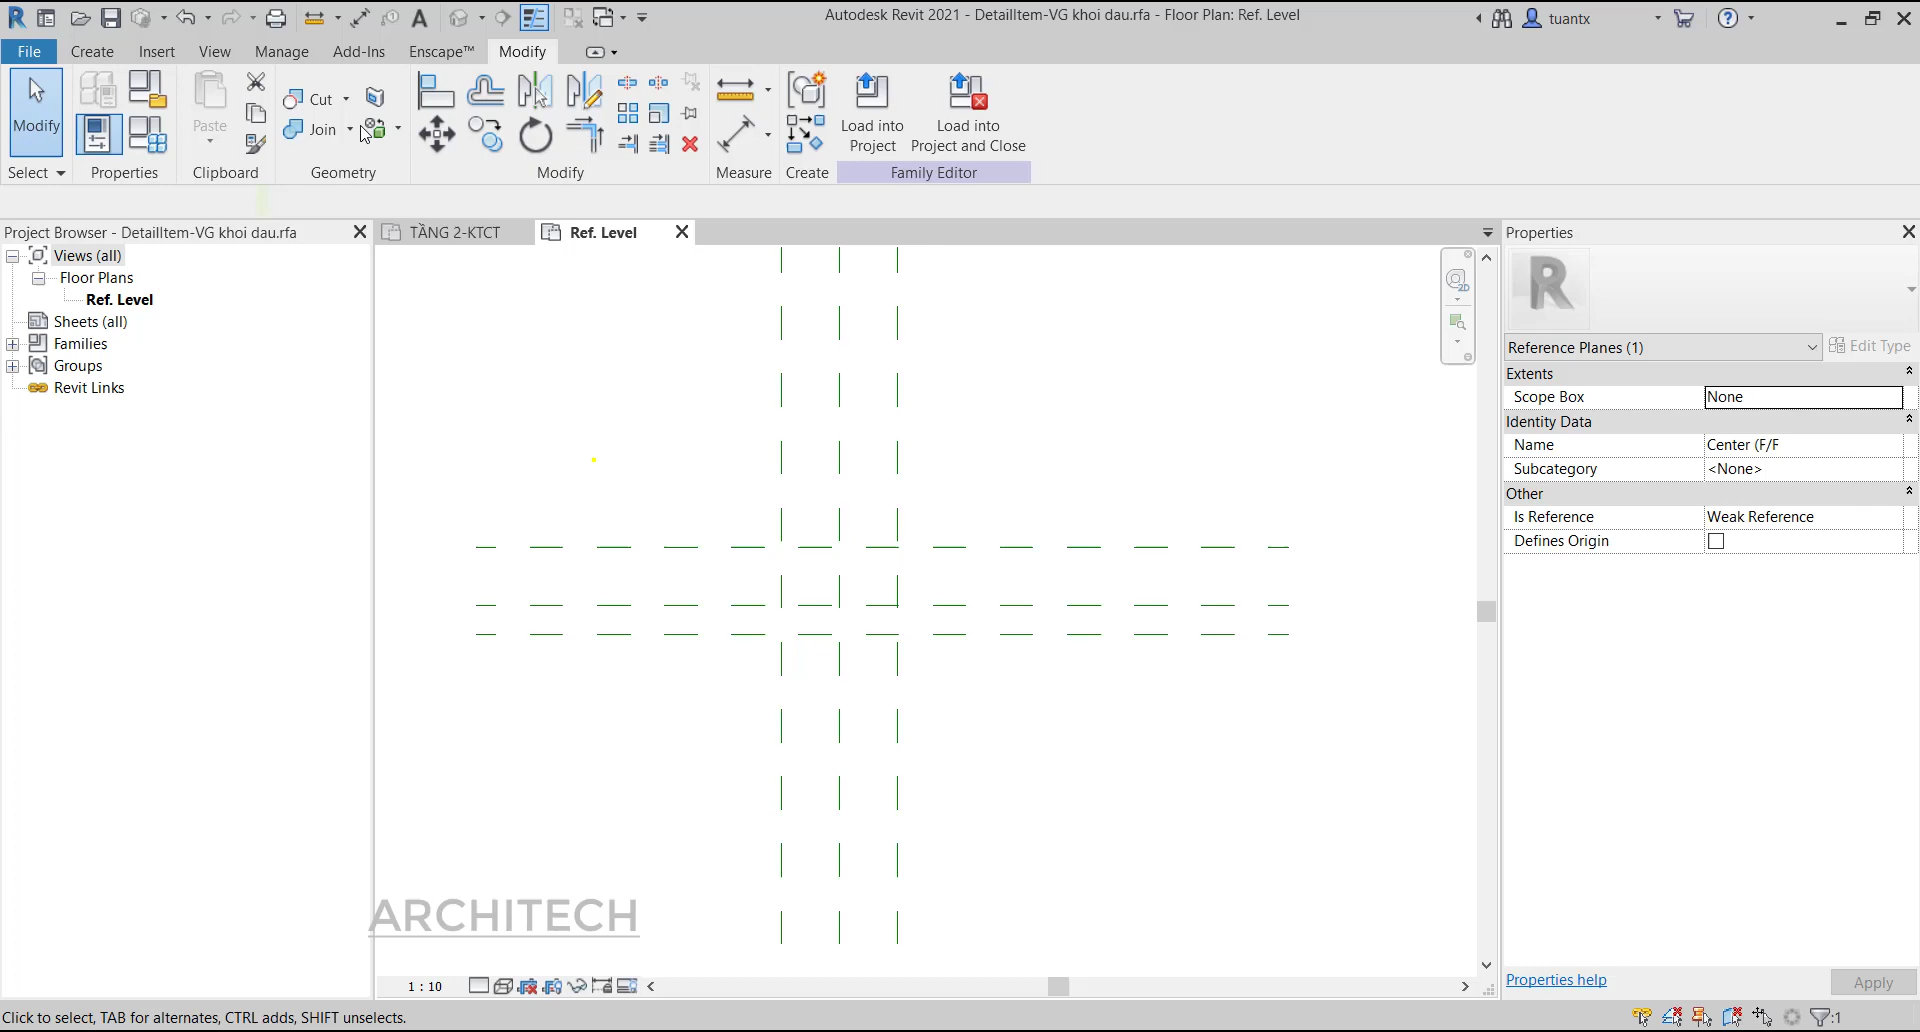 Autodesk Revit 2021 - DetailItem-VG khoi dau.rfa - Floor Plan: Ref. Level
tuantx
File Create Insert View Manage Add-Ins Enscape™ Modify
Modify
Paste
Cut
Join
Load into Project
Load into Project and Close
Select Properties Clipboard Geometry Modify Measure Create Family Editor
Project Browser - DetailItem-VG khoi dau.rfa
TẦNG 2-KTCT
Ref. Level
Properties
Views (all)
Floor Plans
Ref. Level
Sheets (all)
Families
Groups
Revit Links
2D
R
Reference Planes (1)
Edit Type
Extents
Scope Box None
Identity Data
Name Center (F/F
Subcategory <None>
Other
Is Reference Weak Reference
Defines Origin
ARCHITECH
1 : 10
Properties help
Apply
Click to select, TAB for alternates, CTRL adds, SHIFT unselects.
:1